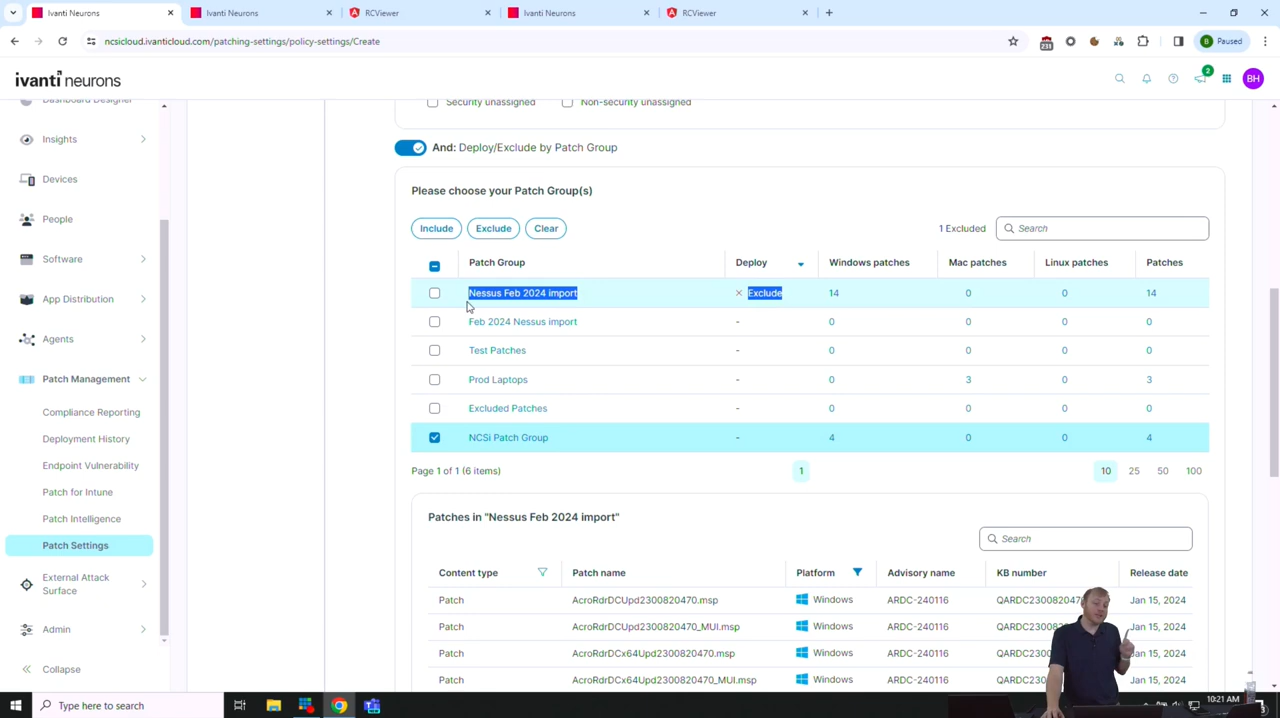 Ivanti Neurons
Ivanti Neurons
RCViewer
Ivanti Neurons
RCViewer
ncsicloud.ivanticloud.com/patching-settings/policy-settings/Create
231
B Paused
ivanti neurons
2
BH
Dashboard Designer
Insights
Devices
People
Software
App Distribution
Agents
Patch Management
Compliance Reporting
Deployment History
Endpoint Vulnerability
Patch for Intune
Patch Intelligence
Patch Settings
External Attack
Surface
Admin
Collapse
Security unassigned Non-security unassigned
And: Deploy/Exclude by Patch Group
Please choose your Patch Group(s)
Include Exclude Clear 1 Excluded Search
Patch Group Deploy Windows patches Mac patches Linux patches Patches
Nessus Feb 2024 import Exclude 14 0 0 14
Feb 2024 Nessus import - 0 0 0 0
Test Patches - 0 0 0 0
Prod Laptops - 0 3 0 3
Excluded Patches - 0 0 0 0
NCSi Patch Group - 4 0 0 4
Page 1 of 1 (6 items) 1 10 25 50 100
Patches in "Nessus Feb 2024 import"
Search
Content type Patch name Platform Advisory name KB number Release date
Patch AcroRdrDCUpd2300820470.msp Windows ARDC-240116 QARDC2300820470 Jan 15, 2024
Patch AcroRdrDCUpd2300820470_MUI.msp Windows ARDC-240116 Jan 15, 2024
Patch AcroRdrDCx64Upd2300820470.msp Windows ARDC-240116 Jan 15, 2024
Patch AcroRdrDCx64Upd2300820470_MUI.msp Windows ARDC-240116 Jan 15, 2024
Type here to search
10:21 AM